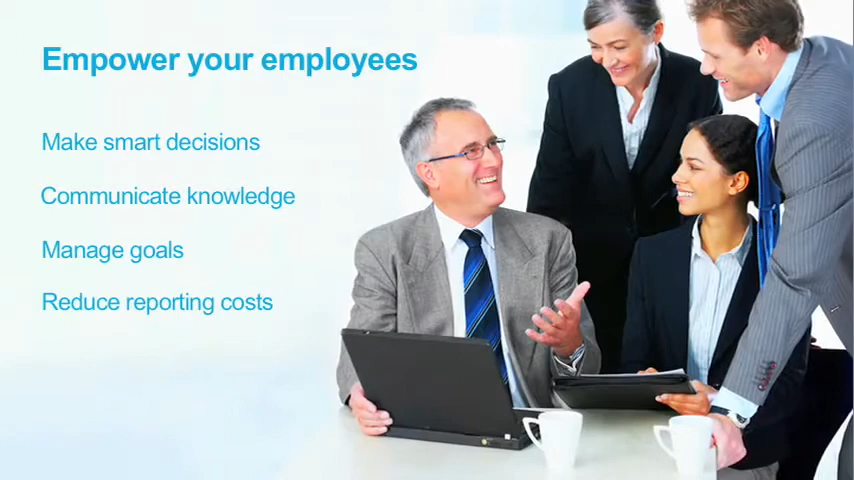 Empower your employees
Make smart decisions
Communicate knowledge
Manage goals
Reduce reporting costs